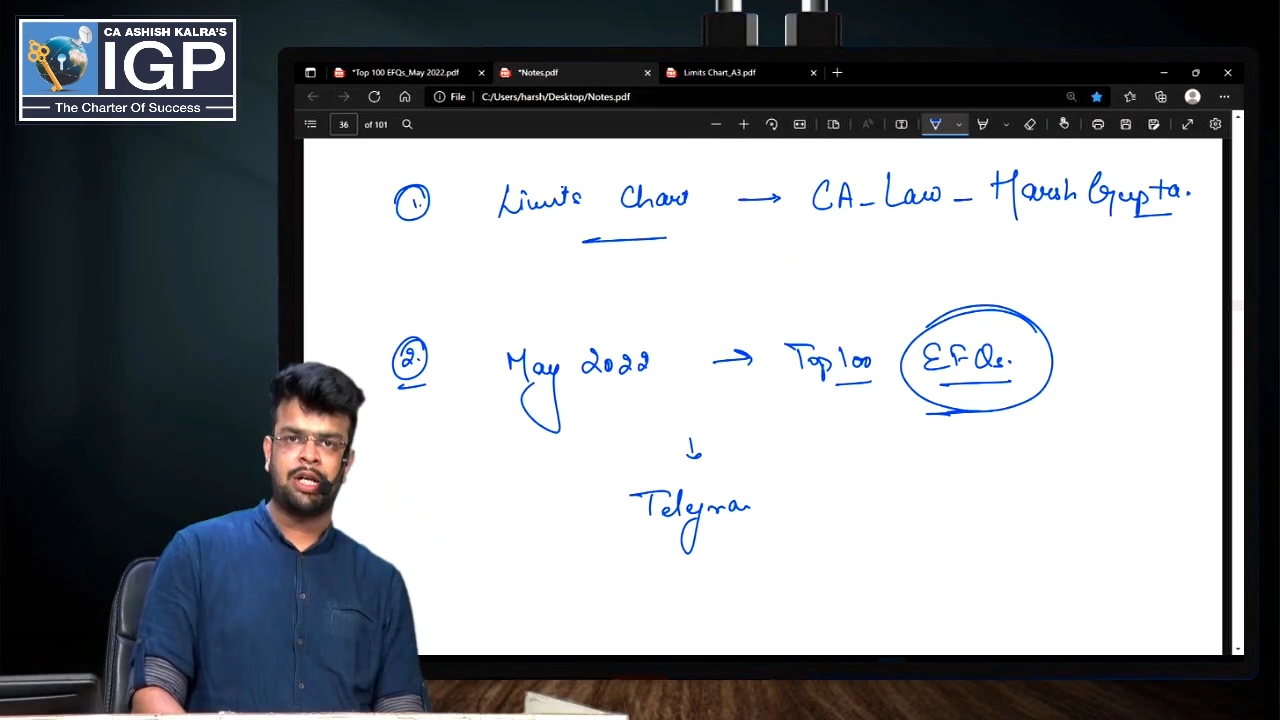 CA ASHISH KALRA'S
IGP
The Charter Of Success
*Top 100 EFQs_May 2022.pdf
*Notes.pdf
Limits Chart_A3.pdf
File
C:/Users/harsh/Desktop/Notes.pdf
36 of 101
1. Limits Chart → CA_Law_Harsh Gupta.
2. May 2022 → Top 100 EFQs.
↓
Telegra